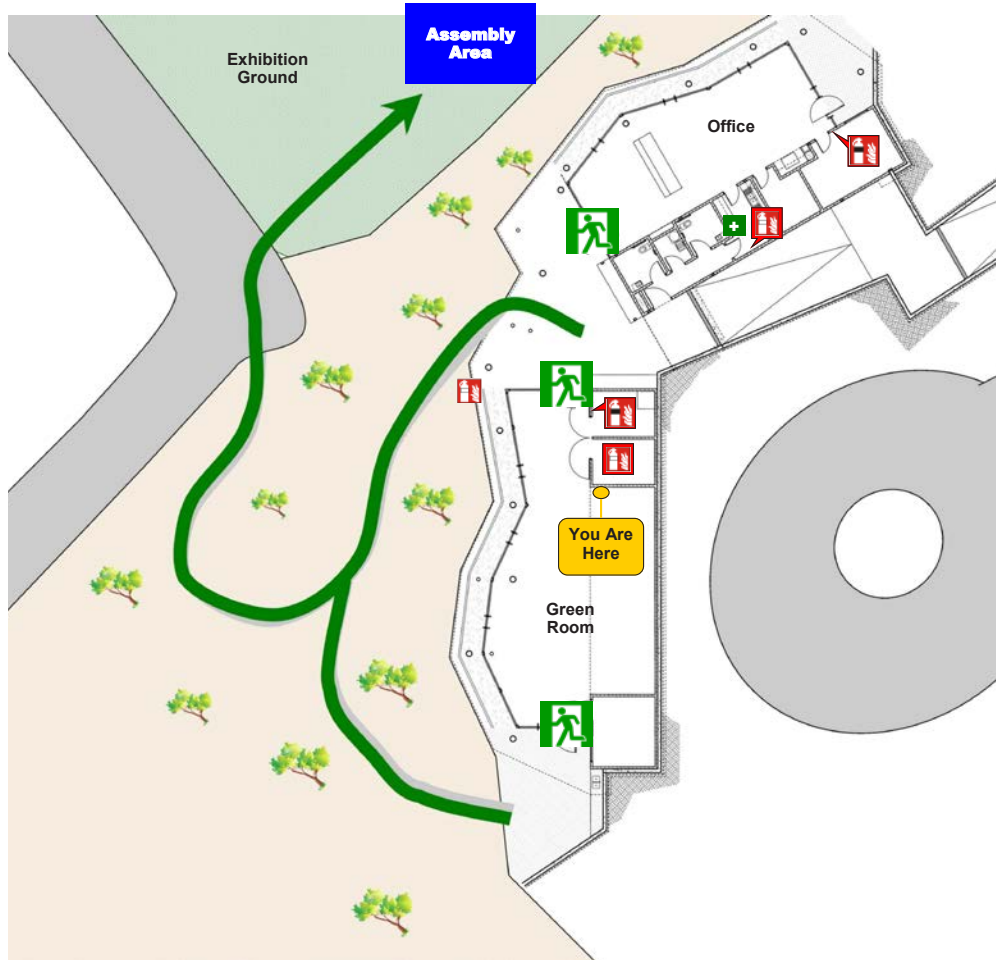 Assembly
Area
Exhibition
Ground
Office
You Are
Here
Green
Room